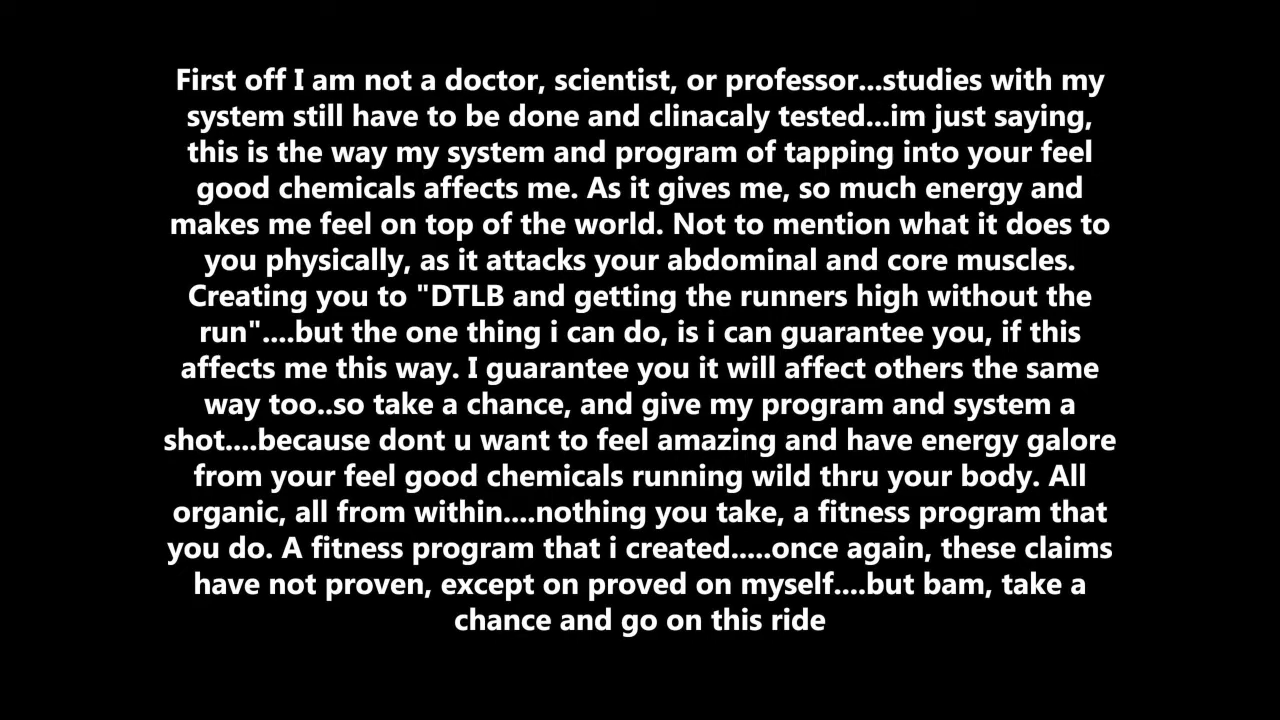 First off I am not a doctor, scientist, or professor...studies with my
system still have to be done and clinacaly tested...im just saying,
this is the way my system and program of tapping into your feel
good chemicals affects me. As it gives me, so much energy and
makes me feel on top of the world. Not to mention what it does to
you physically, as it attacks your abdominal and core muscles.
Creating you to "DTLB and getting the runners high without the
run"....but the one thing i can do, is i can guarantee you, if this
affects me this way. I guarantee you it will affect others the same
way too..so take a chance, and give my program and system a
shot....because dont u want to feel amazing and have energy galore
from your feel good chemicals running wild thru your body. All
organic, all from within....nothing you take, a fitness program that
you do. A fitness program that i created.....once again, these claims
have not proven, except on proved on myself....but bam, take a
chance and go on this ride